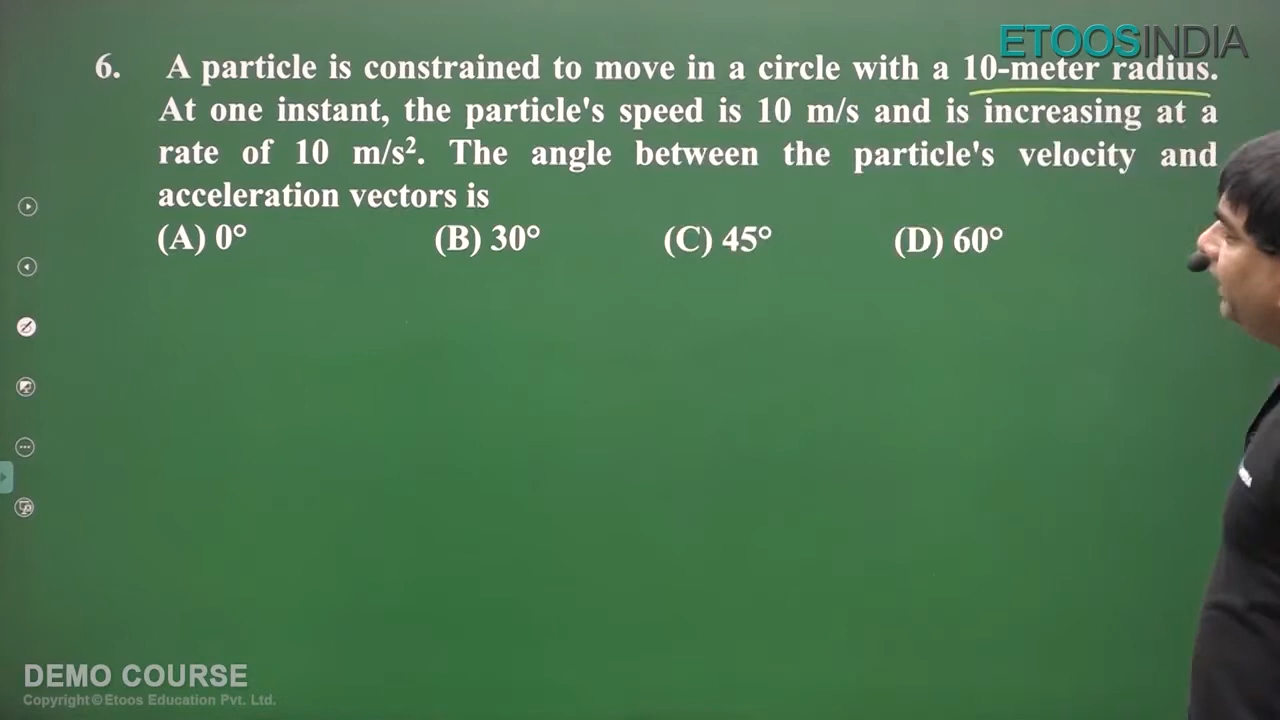 ETOOSINDIA
6. A particle is constrained to move in a circle with a 10-meter radius.
At one instant, the particle's speed is 10 m/s and is increasing at a
rate of 10 m/s². The angle between the particle's velocity and
acceleration vectors is
(A) 0° (B) 30° (C) 45° (D) 60°
DEMO COURSE
Copyright © Etoos Education Pvt. Ltd.